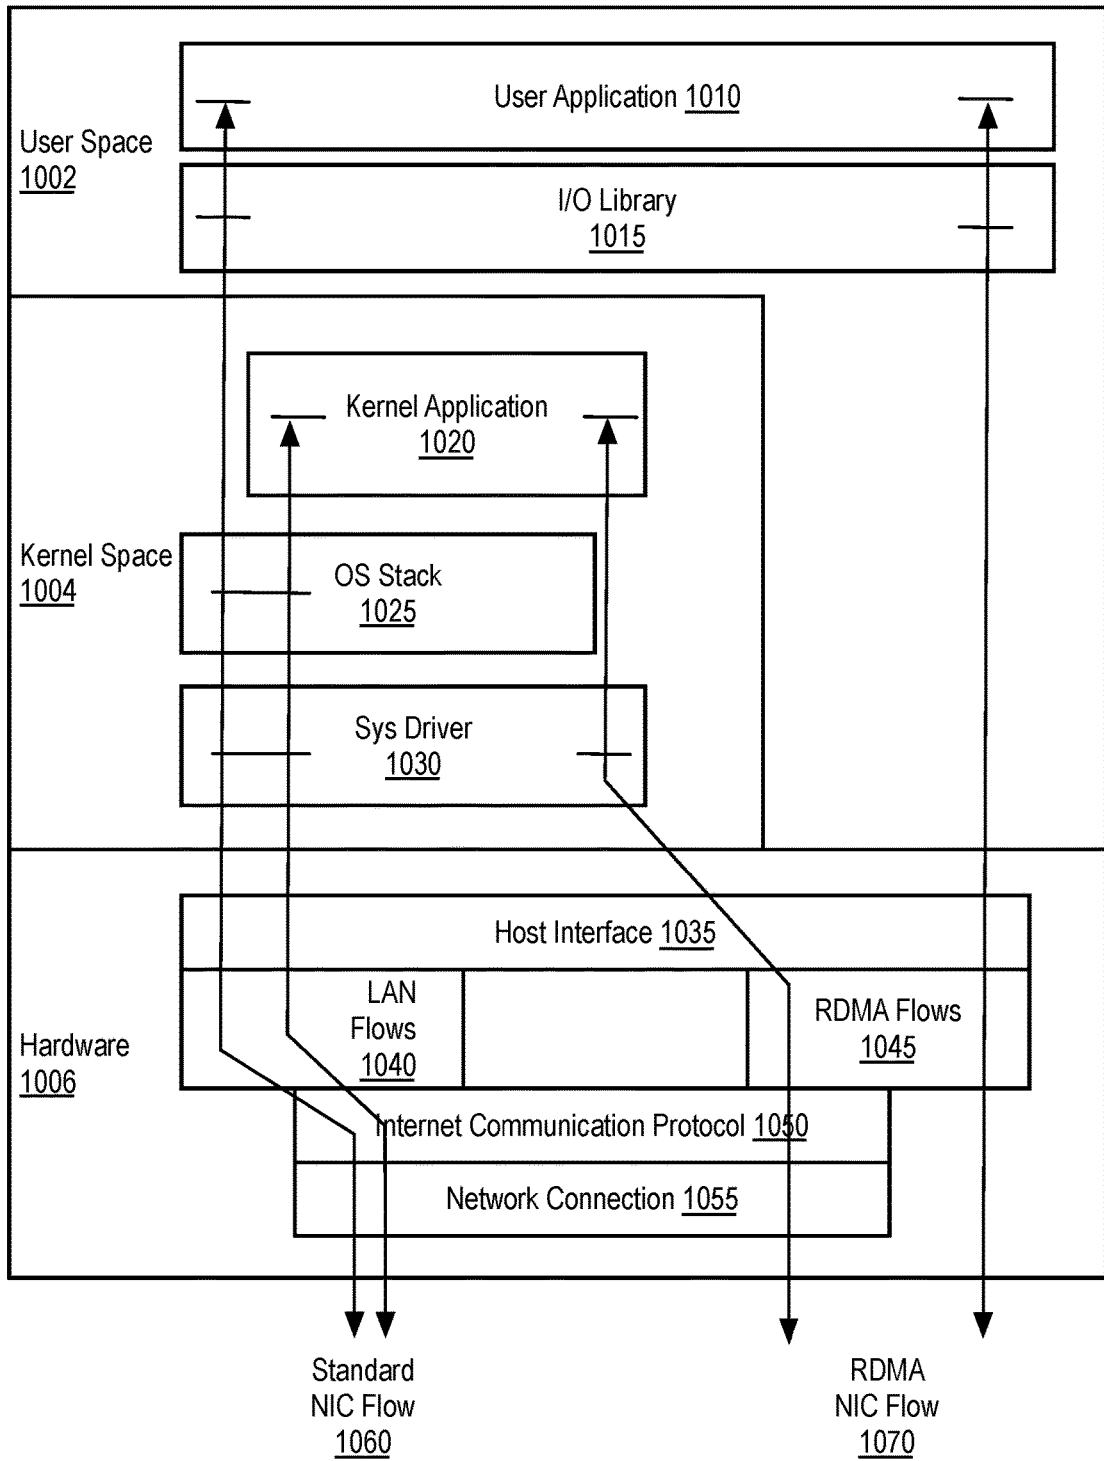 User Application 1010
User Space
1002
I/O Library
1015
Kernel Application
1020
Kernel Space
1004
OS Stack
1025
Sys Driver
1030
Host Interface 1035
Hardware
1006
LAN
Flows
1040
RDMA Flows
1045
Internet Communication Protocol 1050
Network Connection 1055
Standard
NIC Flow
1060
RDMA
NIC Flow
1070